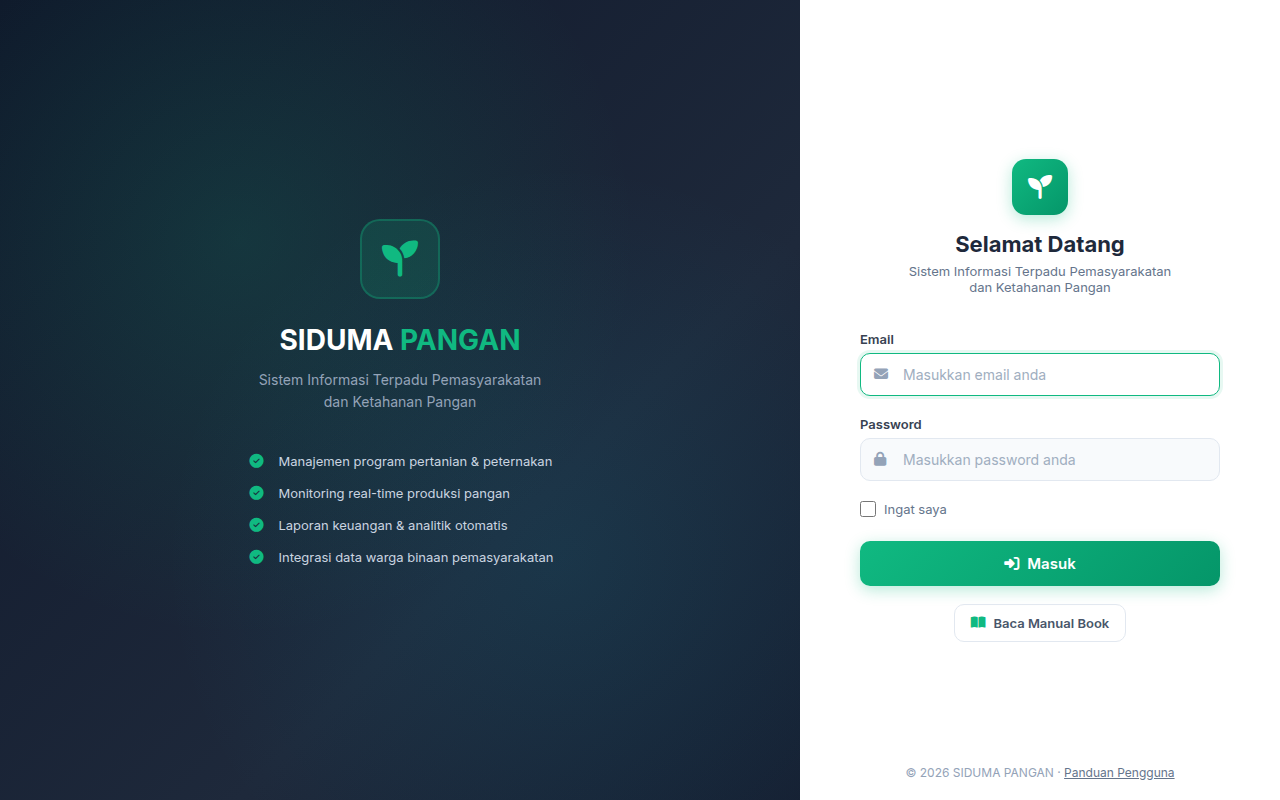 SIDUMA PANGAN
Sistem Informasi Terpadu Pemasyarakatan
dan Ketahanan Pangan
Manajemen program pertanian & peternakan
Monitoring real-time produksi pangan
Laporan keuangan & analitik otomatis
Integrasi data warga binaan pemasyarakatan
Selamat Datang
Sistem Informasi Terpadu Pemasyarakatan
dan Ketahanan Pangan
Email
Masukkan email anda
Password
Masukkan password anda
Ingat saya
Masuk
Baca Manual Book
© 2026 SIDUMA PANGAN · Panduan Pengguna